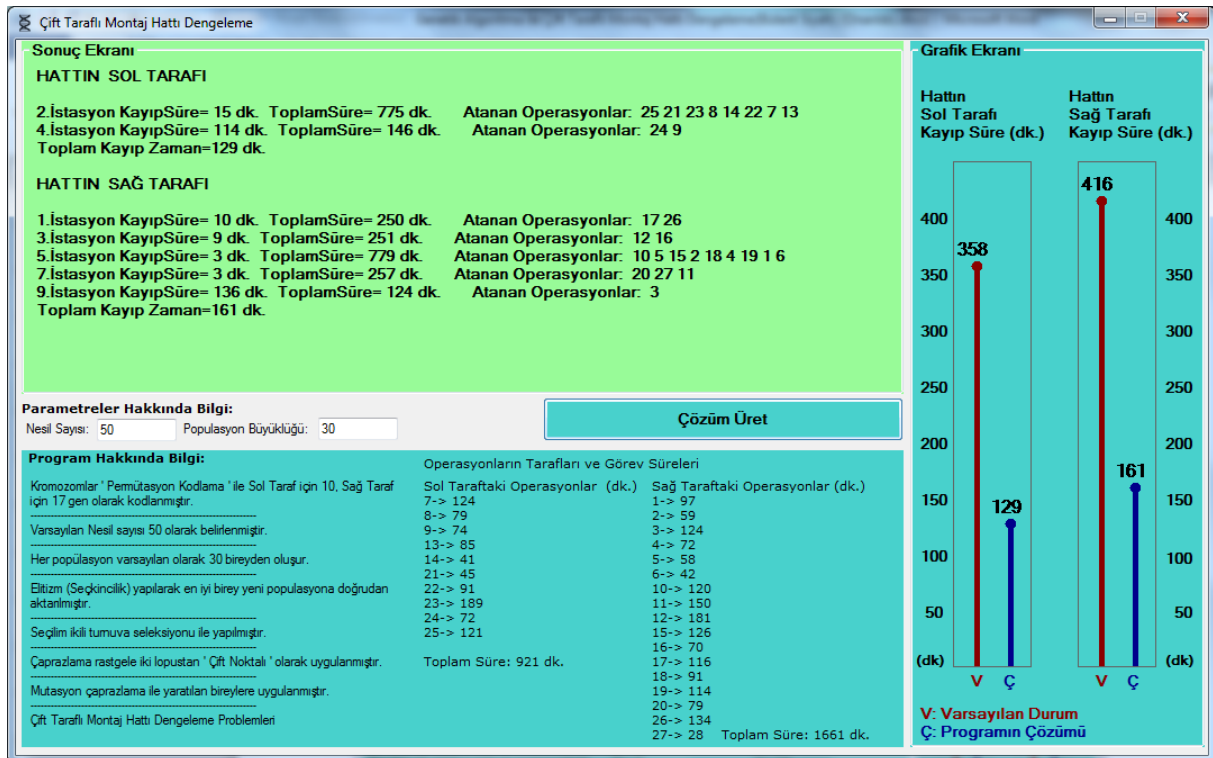 Çift Taraflı Montaj Hattı Dengeleme
Sonuç Ekranı
HATTIN SOL TARAFI
2.İstasyon KayıpSüre= 15 dk. ToplamSüre= 775 dk. Atanan Operasyonlar: 25 21 23 8 14 22 7 13
4.İstasyon KayıpSüre= 114 dk. ToplamSüre= 146 dk. Atanan Operasyonlar: 24 9
Toplam Kayıp Zaman=129 dk.
HATTIN SAĞ TARAFI
1.İstasyon KayıpSüre= 10 dk. ToplamSüre= 250 dk. Atanan Operasyonlar: 17 26
3.İstasyon KayıpSüre= 9 dk. ToplamSüre= 251 dk. Atanan Operasyonlar: 12 16
5.İstasyon KayıpSüre= 3 dk. ToplamSüre= 779 dk. Atanan Operasyonlar: 10 5 15 2 18 4 19 1 6
7.İstasyon KayıpSüre= 3 dk. ToplamSüre= 257 dk. Atanan Operasyonlar: 20 27 11
9.İstasyon KayıpSüre= 136 dk. ToplamSüre= 124 dk. Atanan Operasyonlar: 3
Toplam Kayıp Zaman=161 dk.
Parametreler Hakkında Bilgi:
Nesil Sayısı: 50 Populasyon Büyüklüğü: 30
Çözüm Üret
Program Hakkında Bilgi:
Kromozomlar ' Permütasyon Kodlama ' ile Sol Taraf için 10, Sağ Taraf
için 17 gen olarak kodlanmıştır.
Varsayılan Nesil sayısı 50 olarak belirlenmiştir.
Her popülasyon varsayılan olarak 30 bireyden oluşur.
Elitizm (Seçkincilik) yapılarak en iyi birey yeni populasyona doğrudan
aktarılmıştır.
Seçilim ikili turnuva seleksiyonu ile yapılmıştır.
Çaprazlama rastgele iki lopustan ' Çift Noktalı ' olarak uygulanmıştır.
Mutasyon çaprazlama ile yaratılan bireylere uygulanmıştır.
Çift Taraflı Montaj Hattı Dengeleme Problemleri
Operasyonların Tarafları ve Görev Süreleri
Sol Taraftaki Operasyonlar (dk.)
7-> 124
8-> 79
9-> 74
13-> 85
14-> 41
21-> 45
22-> 91
23-> 189
24-> 72
25-> 121
Toplam Süre: 921 dk.
Sağ Taraftaki Operasyonlar (dk.)
1-> 97
2-> 59
3-> 124
4-> 72
5-> 58
6-> 42
10-> 120
11-> 150
12-> 181
15-> 126
16-> 70
17-> 116
18-> 91
19-> 114
20-> 79
26-> 134
27-> 28 Toplam Süre: 1661 dk.
Grafik Ekranı
Hattın
Sol Tarafı
Kayıp Süre (dk.)
Hattın
Sağ Tarafı
Kayıp Süre (dk.)
416
400 400
358
350 350
300 300
250 250
200 200
161
150 150
129
100 100
50 50
(dk) (dk)
V Ç V Ç
V: Varsayılan Durum
Ç: Programın Çözümü